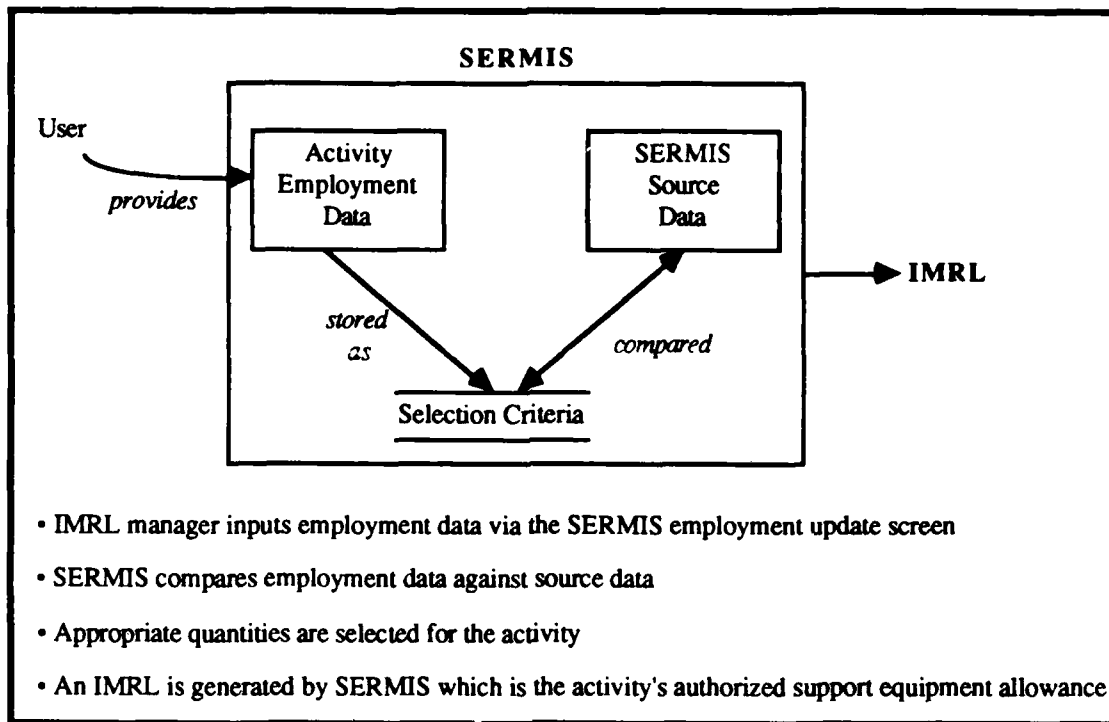 SERMIS
User
provides
Activity
Employment
Data
SERMIS
Source
Data
IMRL
stored
as
compared
Selection Criteria
• IMRL manager inputs employment data via the SERMIS employment update screen
• SERMIS compares employment data against source data
• Appropriate quantities are selected for the activity
• An IMRL is generated by SERMIS which is the activity's authorized support equipment allowance